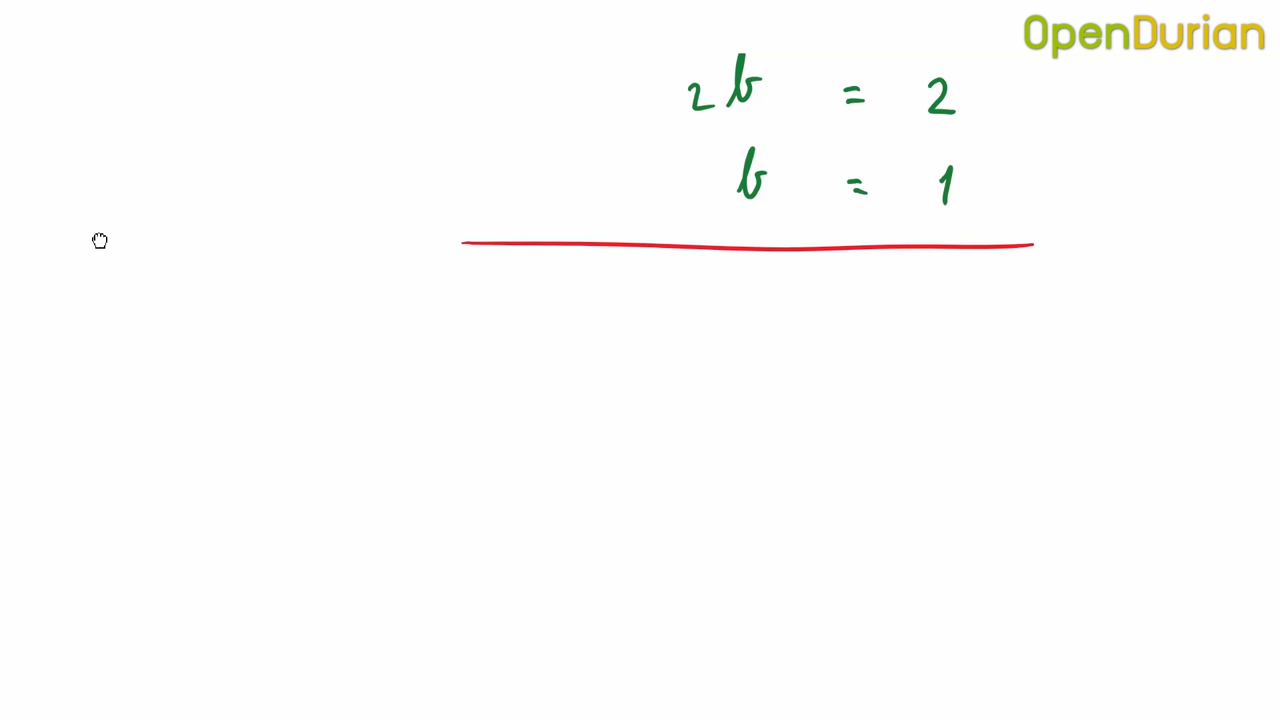 OpenDurian
2b = 2
b = 1